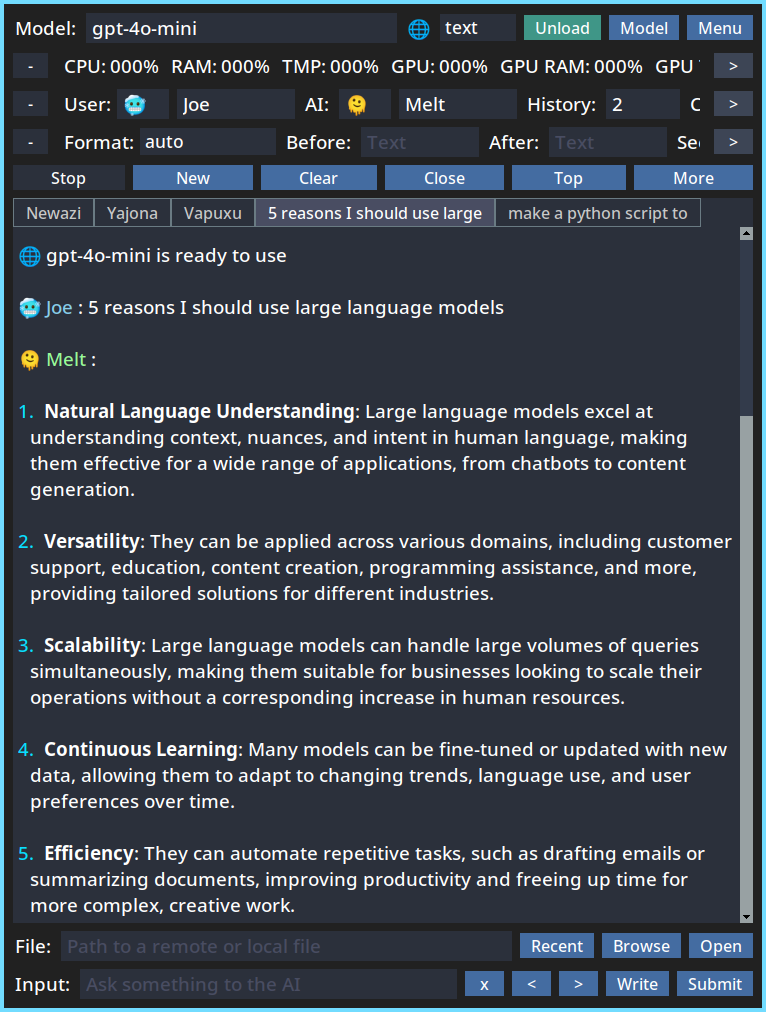 Model: gpt-4o-mini text Unload Model Menu
- CPU: 000% RAM: 000% TMP: 000% GPU: 000% GPU RAM: 000% GPU >
- User: Joe AI: Melt History: 2 C >
- Format: auto Before: Text After: Text Se >
Stop New Clear Close Top More
Newazi Yajona Vapuxu 5 reasons I should use large make a python script to
gpt-4o-mini is ready to use
Joe : 5 reasons I should use large language models
Melt :
1. Natural Language Understanding: Large language models excel at
understanding context, nuances, and intent in human language, making
them effective for a wide range of applications, from chatbots to content
generation.
2. Versatility: They can be applied across various domains, including customer
support, education, content creation, programming assistance, and more,
providing tailored solutions for different industries.
3. Scalability: Large language models can handle large volumes of queries
simultaneously, making them suitable for businesses looking to scale their
operations without a corresponding increase in human resources.
4. Continuous Learning: Many models can be fine-tuned or updated with new
data, allowing them to adapt to changing trends, language use, and user
preferences over time.
5. Efficiency: They can automate repetitive tasks, such as drafting emails or
summarizing documents, improving productivity and freeing up time for
more complex, creative work.
File: Path to a remote or local file Recent Browse Open
Input: Ask something to the AI x < > Write Submit